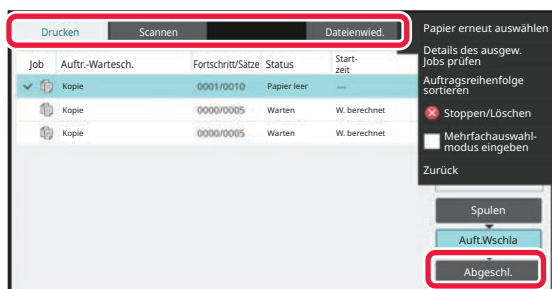 Drucken Scannen Dateienwied.
Job Auftr.-Wartesch. Fortschritt/Sätze Status Start-
zeit
Kopie 0001/0010 Papier leer ---
Kopie 0000/0005 Warten W. berechnet
Kopie 0000/0005 Warten W. berechnet
Papier erneut auswählen
Details des ausgew.
Jobs prüfen
Auftragsreihenfolge
sortieren
Stoppen/Löschen
Mehrfachauswahl-
modus eingeben
Zurück
Spulen
Auft.Wschla
Abgeschl.